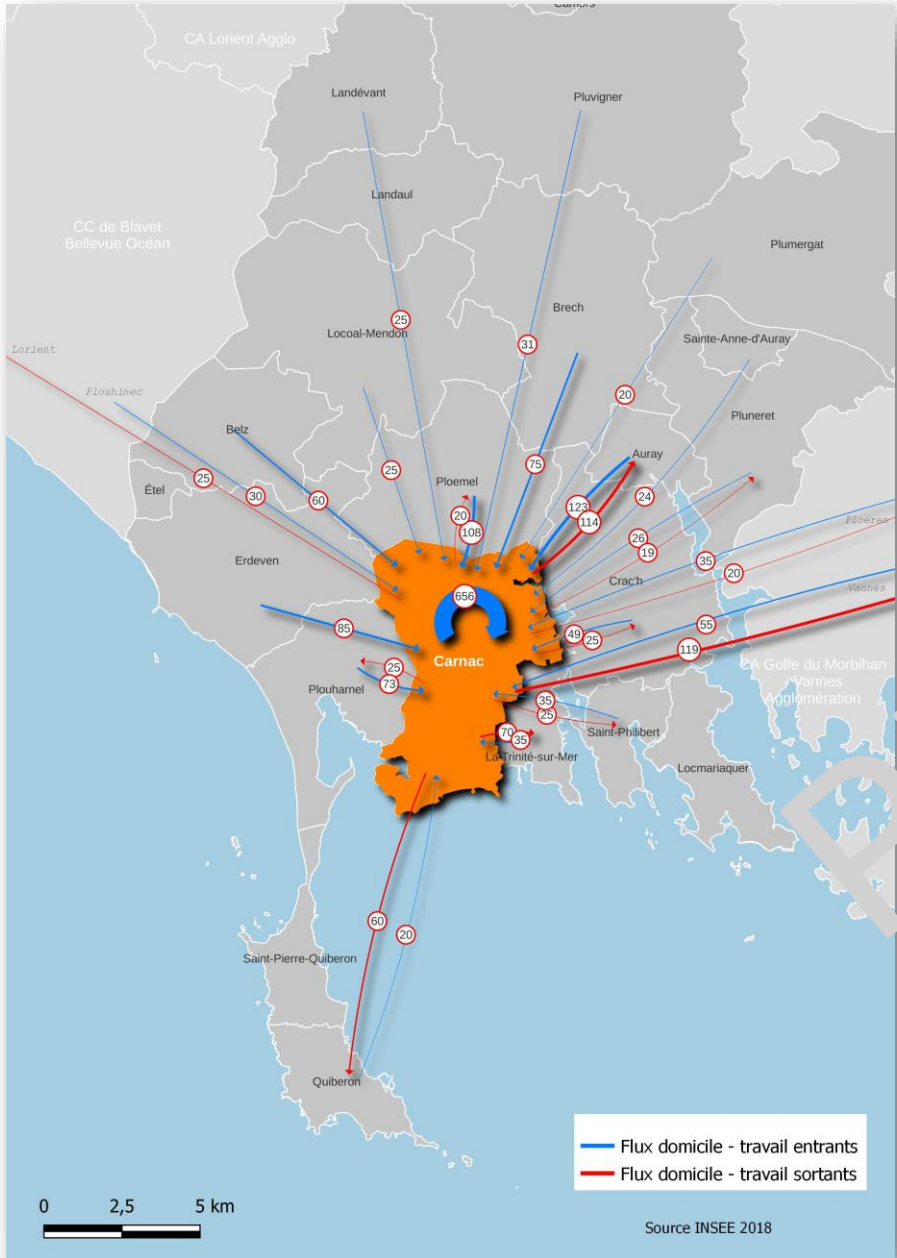 Camors
CA Lorient Agglo
Landévant
Pluvigner
Landaul
CC de Blavet
Bellevue Océan
Plumergat
Brech
25
Locoal-Mendon
31
Sainte-Anne-d'Auray
Lorient
Plouhinec
20
Pluneret
Belz
Auray
25
75
25
Ploemel
Étel
30
60
24
20
123
108
114
Ploeren
26
19
Erdeven
35
20
Crac'h
Vannes
656
55
85
49
25
119
Carnac
25
CA Golfe du Morbihan
Vannes
Agglomération
73
Plouharnel
35
25
70
35
Saint-Philibert
La Trinité-sur-Mer
Locmariaquer
60
20
Saint-Pierre-Quiberon
Quiberon
Flux domicile - travail entrants
Flux domicile - travail sortants
0 2,5 5 km
Source INSEE 2018